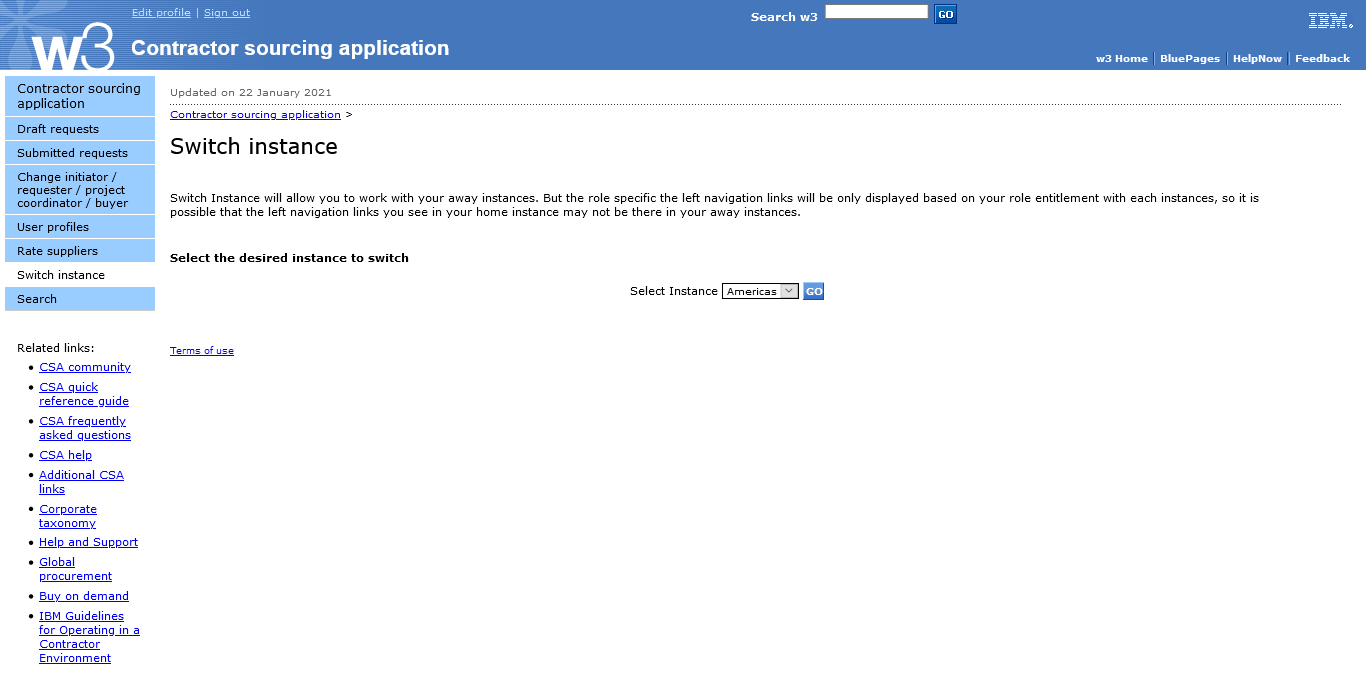 Edit profile | Sign out
Search w3 GO
IBM.
w3 Contractor sourcing application
w3 Home | BluePages | HelpNow | Feedback
Contractor sourcing
application
Draft requests
Submitted requests
Change initiator /
requester / project
coordinator / buyer
User profiles
Rate suppliers
Switch instance
Search
Related links:
• CSA community
• CSA quick
reference guide
• CSA frequently
asked questions
• CSA help
• Additional CSA
links
• Corporate
taxonomy
• Help and Support
• Global
procurement
• Buy on demand
• IBM Guidelines
for Operating in a
Contractor
Environment
Updated on 22 January 2021
Contractor sourcing application >
Switch instance
Switch Instance will allow you to work with your away instances. But the role specific the left navigation links will be only displayed based on your role entitlement with each instances, so it is
possible that the left navigation links you see in your home instance may not be there in your away instances.
Select the desired instance to switch
Select Instance Americas GO
Terms of use